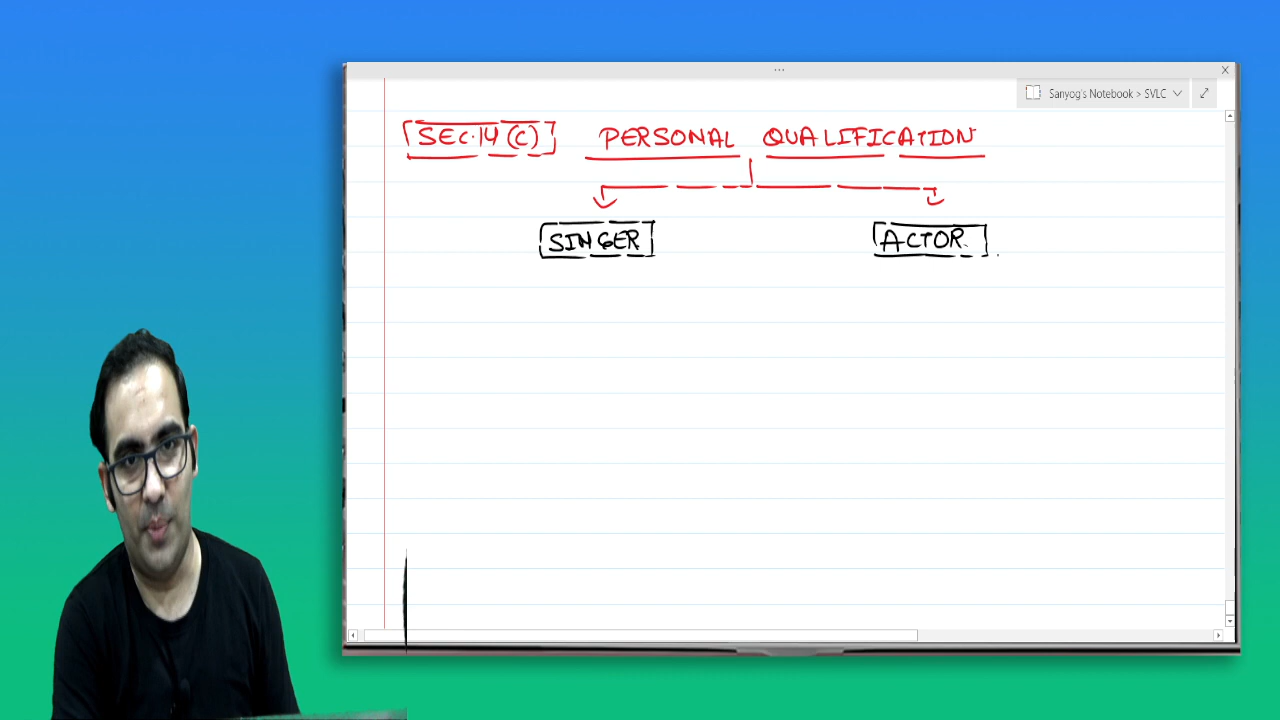 Sanyog's Notebook > SVLC
SEC.14 (C) PERSONAL QUALIFICATION
SINGER ACTOR.